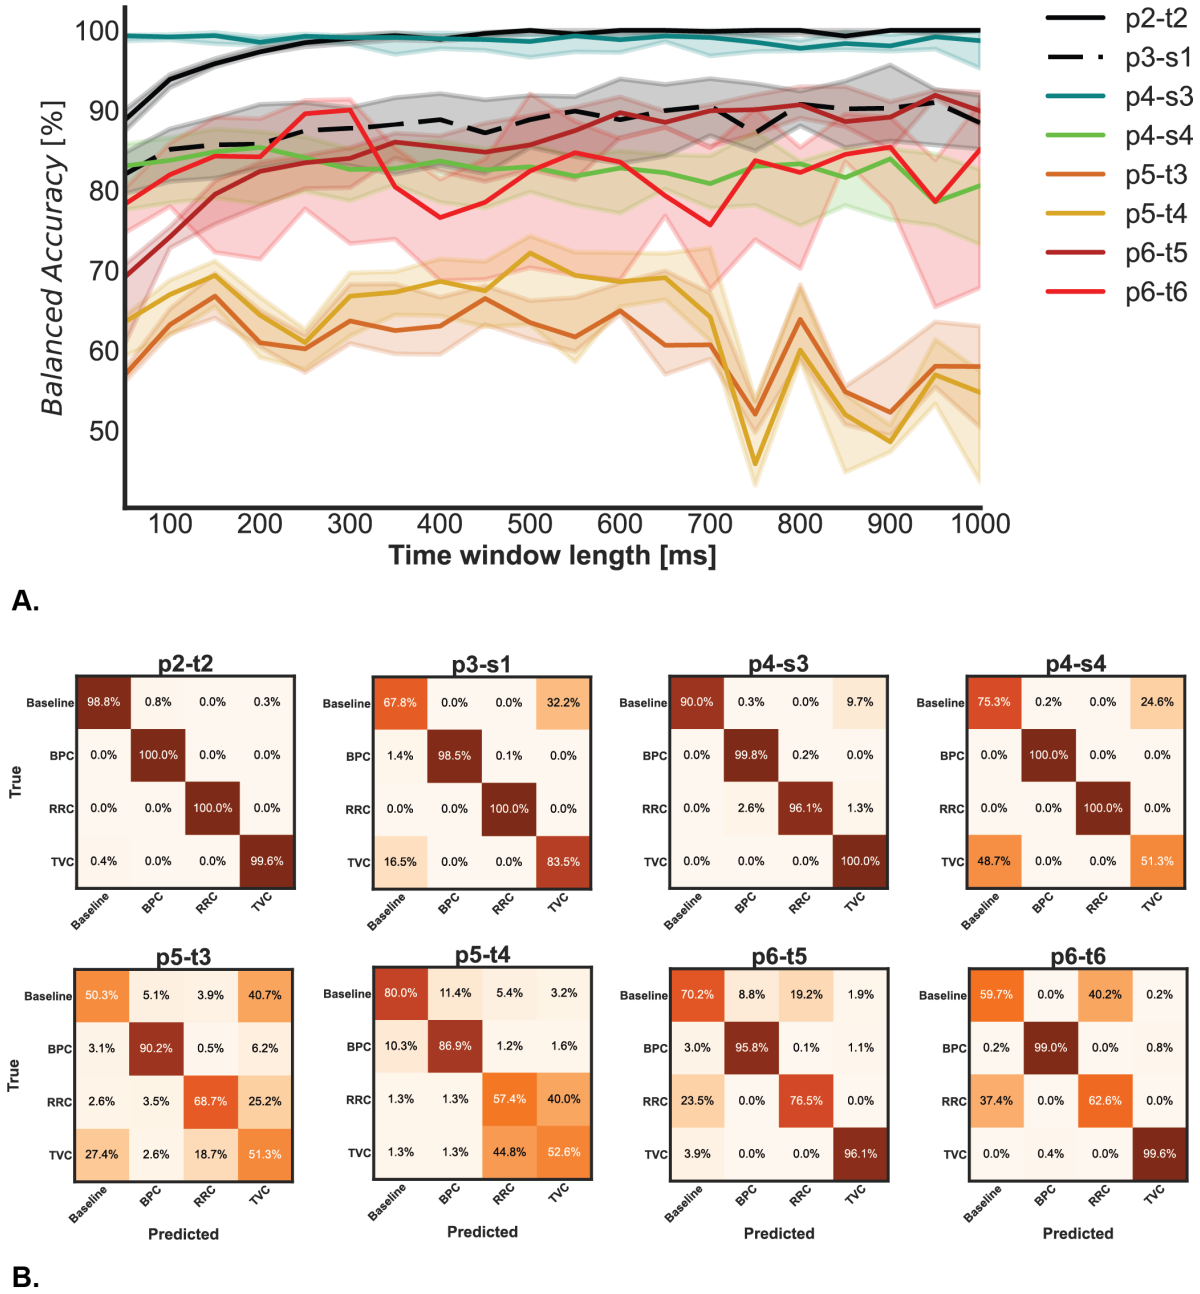 100
90
80
70
60
50
Balanced Accuracy [%]
100 200 300 400 500 600 700 800 900 1000
Time window length [ms]
p2-t2
p3-s1
p4-s3
p4-s4
p5-t3
p5-t4
p6-t5
p6-t6
A.
p2-t2
True
Baseline 98.8% 0.8% 0.0% 0.3%
BPC 0.0% 100.0% 0.0% 0.0%
RRC 0.0% 0.0% 100.0% 0.0%
TVC 0.4% 0.0% 0.0% 99.6%
Baseline BPC RRC TVC
p3-s1
Baseline 67.8% 0.0% 0.0% 32.2%
BPC 1.4% 98.5% 0.1% 0.0%
RRC 0.0% 0.0% 100.0% 0.0%
TVC 16.5% 0.0% 0.0% 83.5%
Baseline BPC RRC TVC
p4-s3
Baseline 90.0% 0.3% 0.0% 9.7%
BPC 0.0% 99.8% 0.2% 0.0%
RRC 0.0% 2.6% 96.1% 1.3%
TVC 0.0% 0.0% 0.0% 100.0%
Baseline BPC RRC TVC
p4-s4
Baseline 75.3% 0.2% 0.0% 24.6%
BPC 0.0% 100.0% 0.0% 0.0%
RRC 0.0% 0.0% 100.0% 0.0%
TVC 48.7% 0.0% 0.0% 51.3%
Baseline BPC RRC TVC
p5-t3
True
Baseline 50.3% 5.1% 3.9% 40.7%
BPC 3.1% 90.2% 0.5% 6.2%
RRC 2.6% 3.5% 68.7% 25.2%
TVC 27.4% 2.6% 18.7% 51.3%
Baseline BPC RRC TVC
Predicted
p5-t4
Baseline 80.0% 11.4% 5.4% 3.2%
BPC 10.3% 86.9% 1.2% 1.6%
RRC 1.3% 1.3% 57.4% 40.0%
TVC 1.3% 1.3% 44.8% 52.6%
Baseline BPC RRC TVC
Predicted
p6-t5
Baseline 70.2% 8.8% 19.2% 1.9%
BPC 3.0% 95.8% 0.1% 1.1%
RRC 23.5% 0.0% 76.5% 0.0%
TVC 3.9% 0.0% 0.0% 96.1%
Baseline BPC RRC TVC
Predicted
p6-t6
Baseline 59.7% 0.0% 40.2% 0.2%
BPC 0.2% 99.0% 0.0% 0.8%
RRC 37.4% 0.0% 62.6% 0.0%
TVC 0.0% 0.4% 0.0% 99.6%
Baseline BPC RRC TVC
Predicted
B.